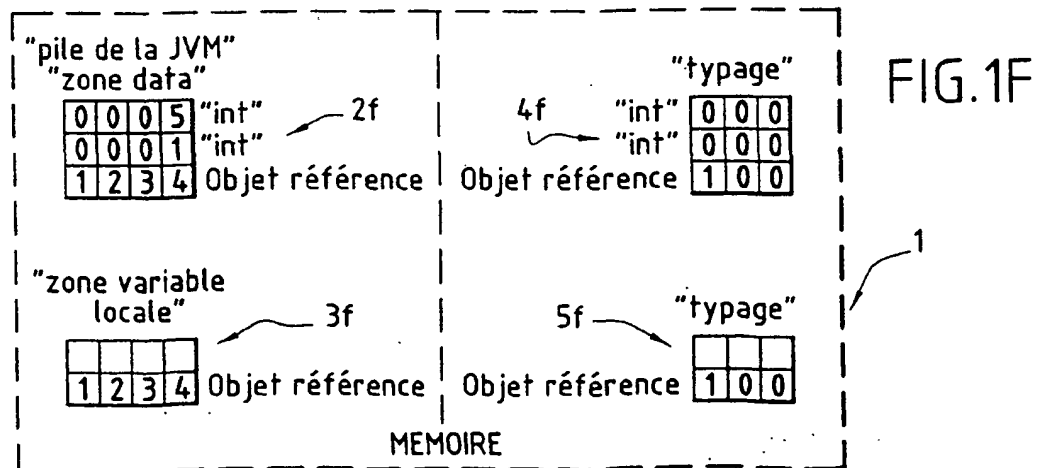 "pile de la JVM"
"zone data"
0 0 0 5 "int"
2f
0 0 0 1 "int"
1 2 3 4 Objet référence
"typage"
4f
"int" 0 0 0
"int" 0 0 0
Objet référence 1 0 0
FIG.1F
1
"zone variable
locale"
3f
1 2 3 4 Objet référence
"typage"
5f
Objet référence 1 0 0
MEMOIRE